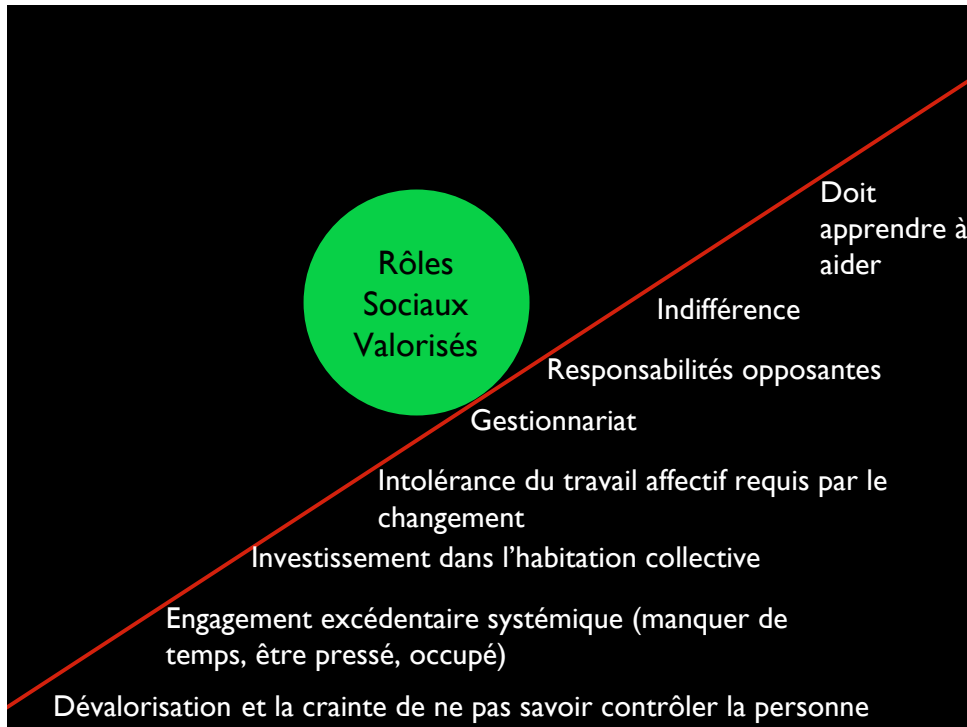 Doit
apprendre à
aider
Rôles
Sociaux
Valorisés
Indifférence
Responsabilités opposantes
Gestionnariat
Intolérance du travail affectif requis par le
changement
Investissement dans l’habitation collective
Engagement excédentaire systémique (manquer de
temps, être pressé, occupé)
Dévalorisation et la crainte de ne pas savoir contrôler la personne